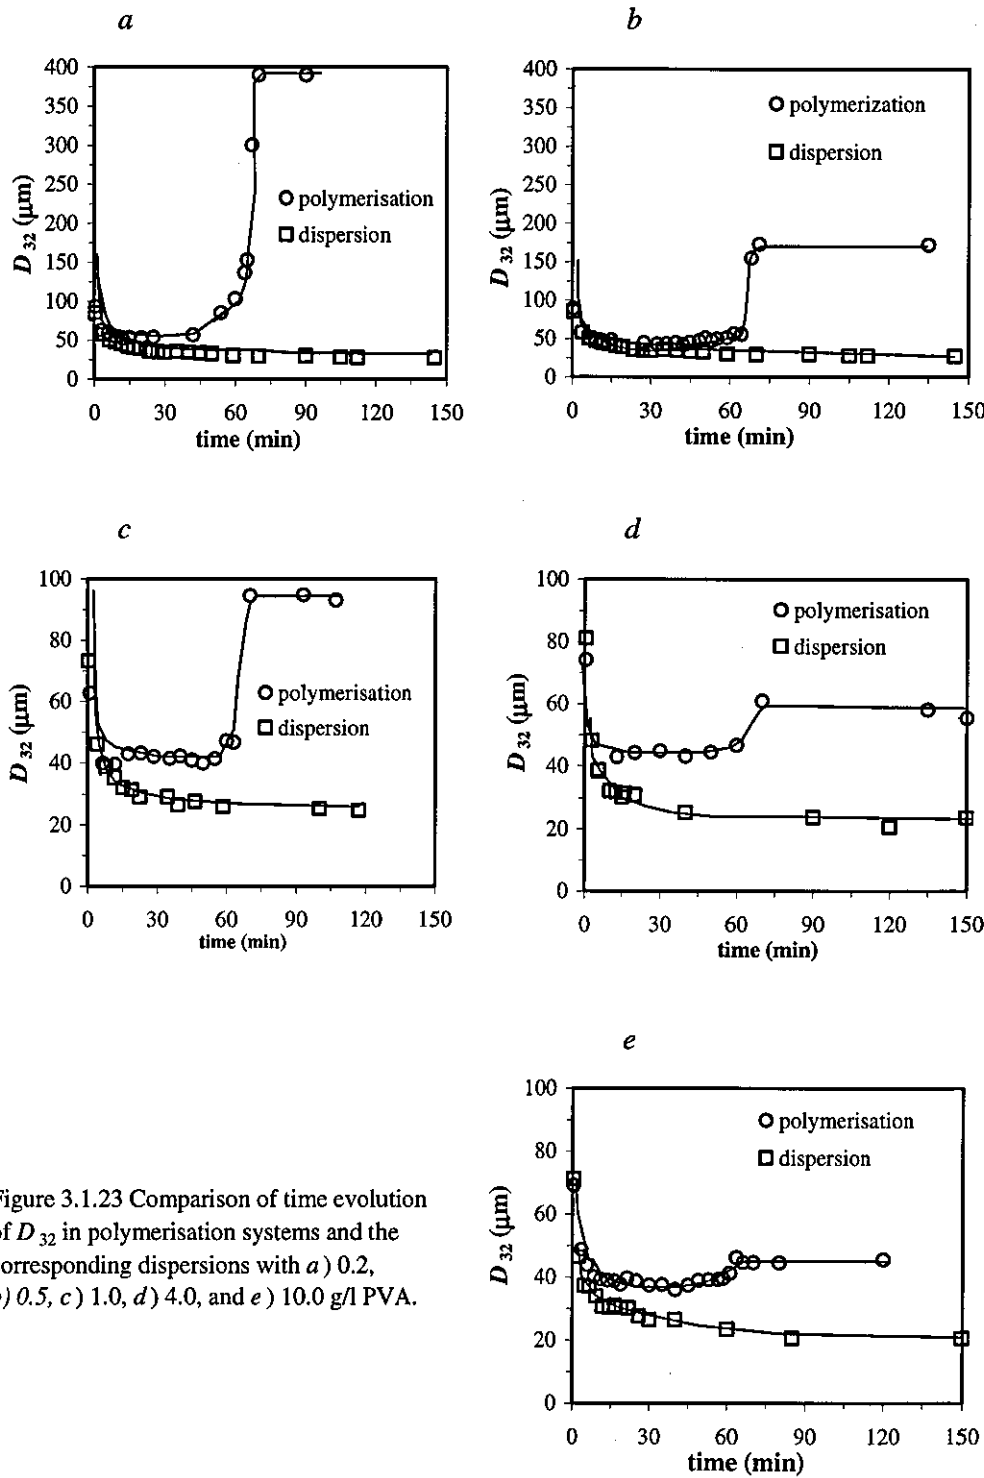 a
400
350
300
250
200
150
100
50
0
D32 (μm)
polymerisation
dispersion
0 30 60 90 120 150
time (min)
b
400
350
300
250
200
150
100
50
0
D32 (μm)
polymerization
dispersion
0 30 60 90 120 150
time (min)
c
100
80
60
40
20
0
D32 (μm)
polymerisation
dispersion
0 30 60 90 120 150
time (min)
d
100
80
60
40
20
0
D32 (μm)
polymerisation
dispersion
0 30 60 90 120 150
time (min)
e
100
80
60
40
20
0
D32 (μm)
polymerisation
dispersion
0 30 60 90 120 150
time (min)
igure 3.1.23 Comparison of time evolution
of D32 in polymerisation systems and the
orresponding dispersions with a ) 0.2,
) 0.5, c ) 1.0, d ) 4.0, and e ) 10.0 g/l PVA.